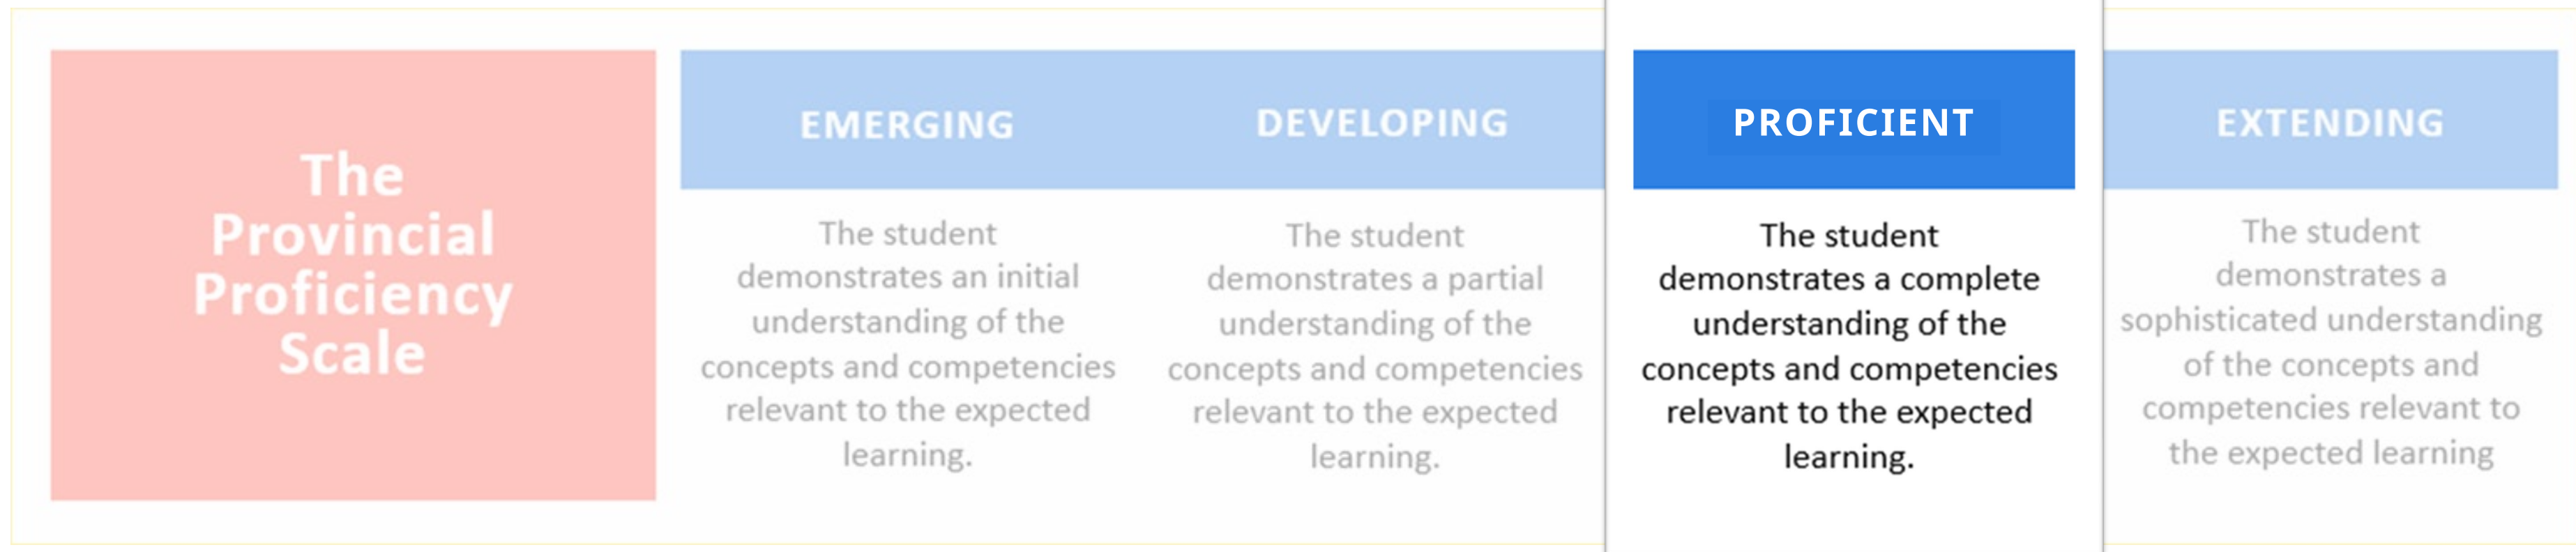 The
Provincial
Proficiency
Scale
EMERGING
The student
demonstrates an initial
understanding of the
concepts and competencies
relevant to the expected
learning.
DEVELOPING
The student
demonstrates a partial
understanding of the
concepts and competencies
relevant to the expected
learning.
PROFICIENT
The student
demonstrates a complete
understanding of the
concepts and competencies
relevant to the expected
learning.
EXTENDING
The student
demonstrates a
sophisticated understanding
of the concepts and
competencies relevant to
the expected learning